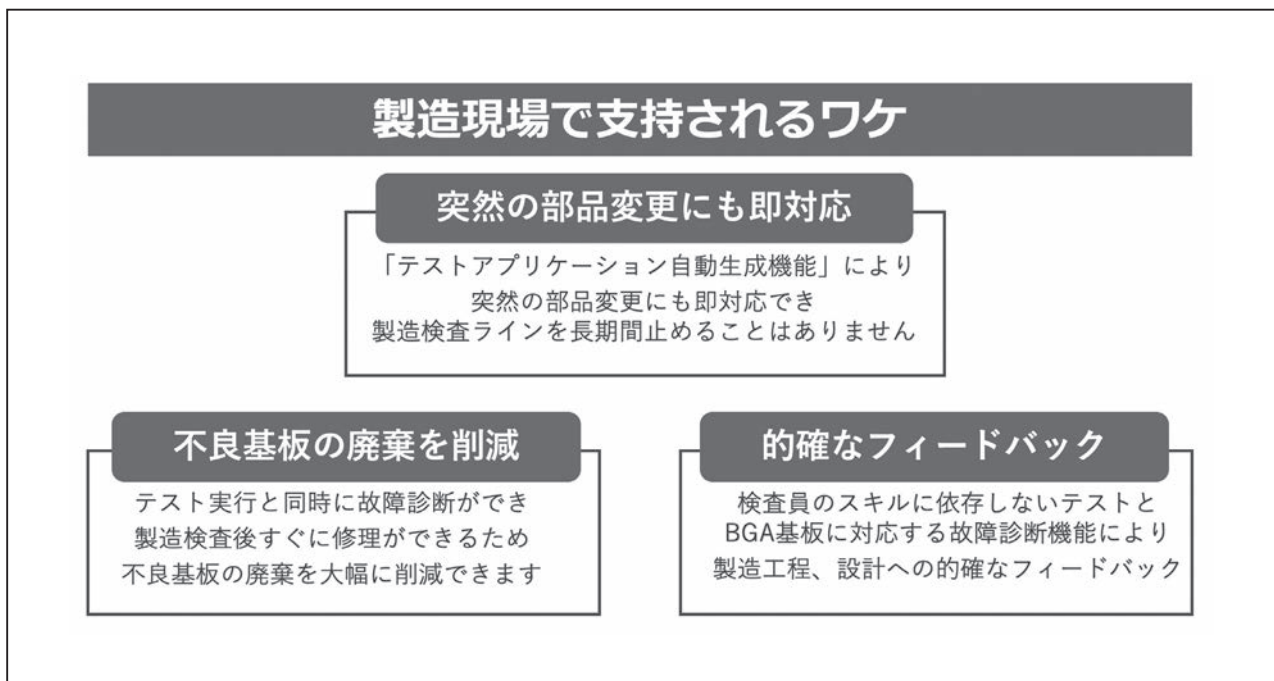 製造現場で支持されるワケ
突然の部品変更にも即対応
「テストアプリケーション自動生成機能」により
突然の部品変更にも即対応でき
製造検査ラインを長期間止めることはありません
不良基板の廃棄を削減
テスト実行と同時に故障診断ができ
製造検査後すぐに修理ができるため
不良基板の廃棄を大幅に削減できます
的確なフィードバック
検査員のスキルに依存しないテストと
BGA基板に対応する故障診断機能により
製造工程、設計への的確なフィードバック